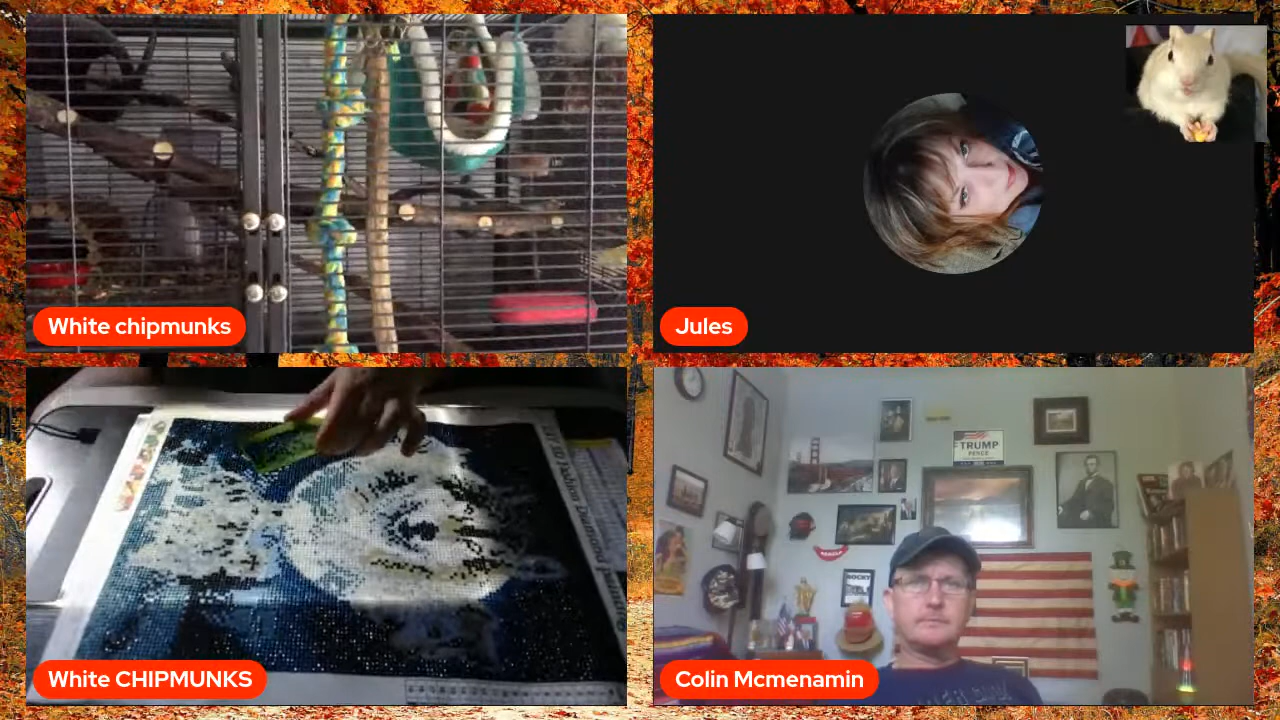 White chipmunks
Jules
White CHIPMUNKS
TRUMP
PENCE
ROCKY
Colin Mcmenamin